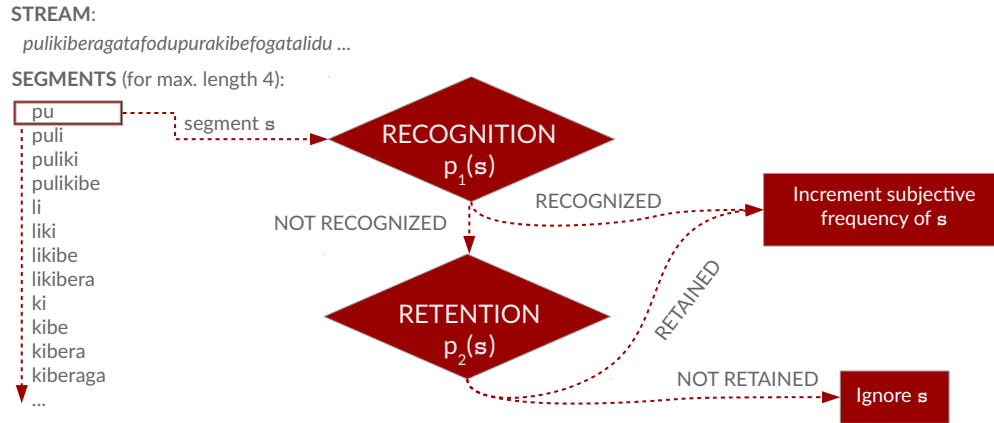 STREAM:
pulikiberagatafodupurakibefogatalidu ...
SEGMENTS (for max. length 4):
pu
puli
puliki
pulikibe
li
liki
likibe
likibera
ki
kibe
kibera
kiberaga
...
segment s
RECOGNITION
p1(s)
RECOGNIZED
NOT RECOGNIZED
Increment subjective
frequency of s
RETENTION
p2(s)
RETAINED
NOT RETAINED
Ignore s